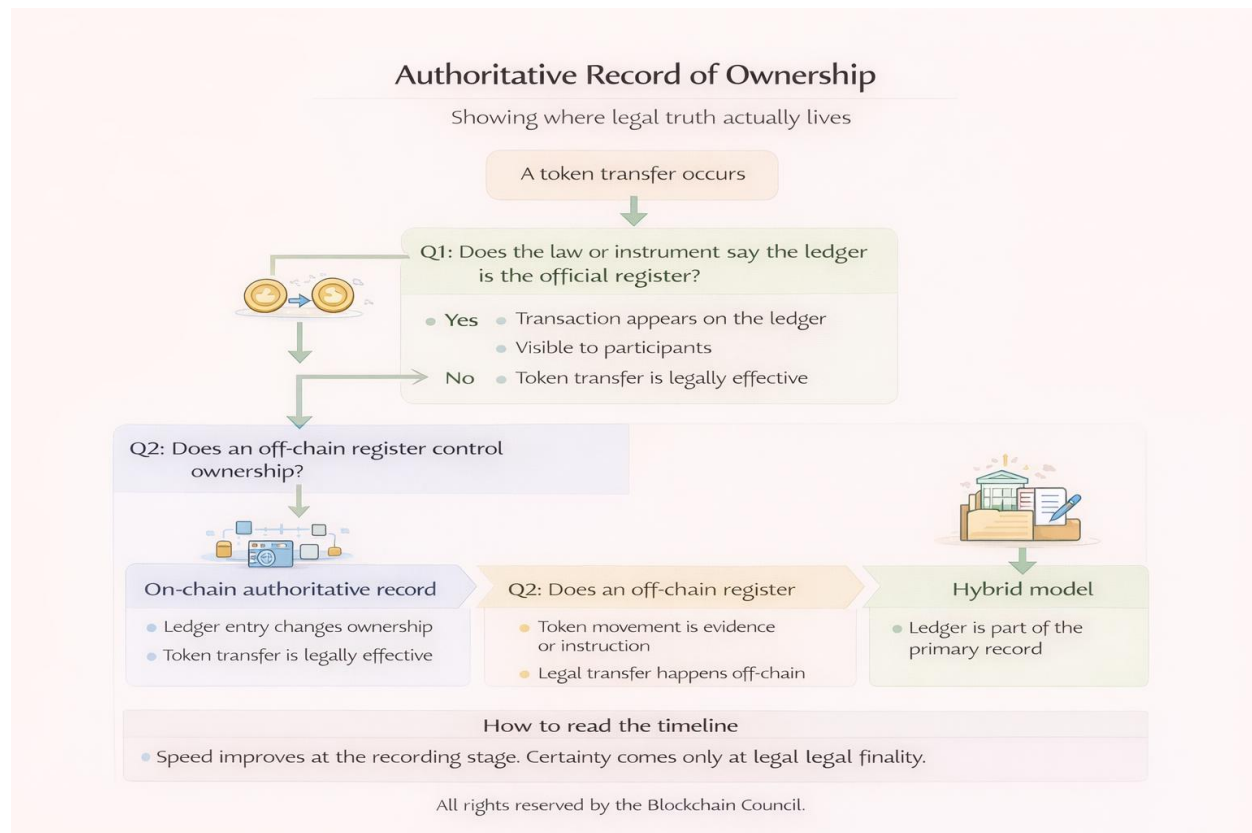 Authoritative Record of Ownership
Showing where legal truth actually lives
A token transfer occurs
Q1: Does the law or instrument say the ledger
is the official register?
Yes
Transaction appears on the ledger
Visible to participants
No
Token transfer is legally effective
Q2: Does an off-chain register control
ownership?
On-chain authoritative record
Ledger entry changes ownership
Token transfer is legally effective
Q2: Does an off-chain register
Token movement is evidence
or instruction
Legal transfer happens off-chain
Hybrid model
Ledger is part of the
primary record
How to read the timeline
Speed improves at the recording stage. Certainty comes only at legal legal finality.
All rights reserved by the Blockchain Council.